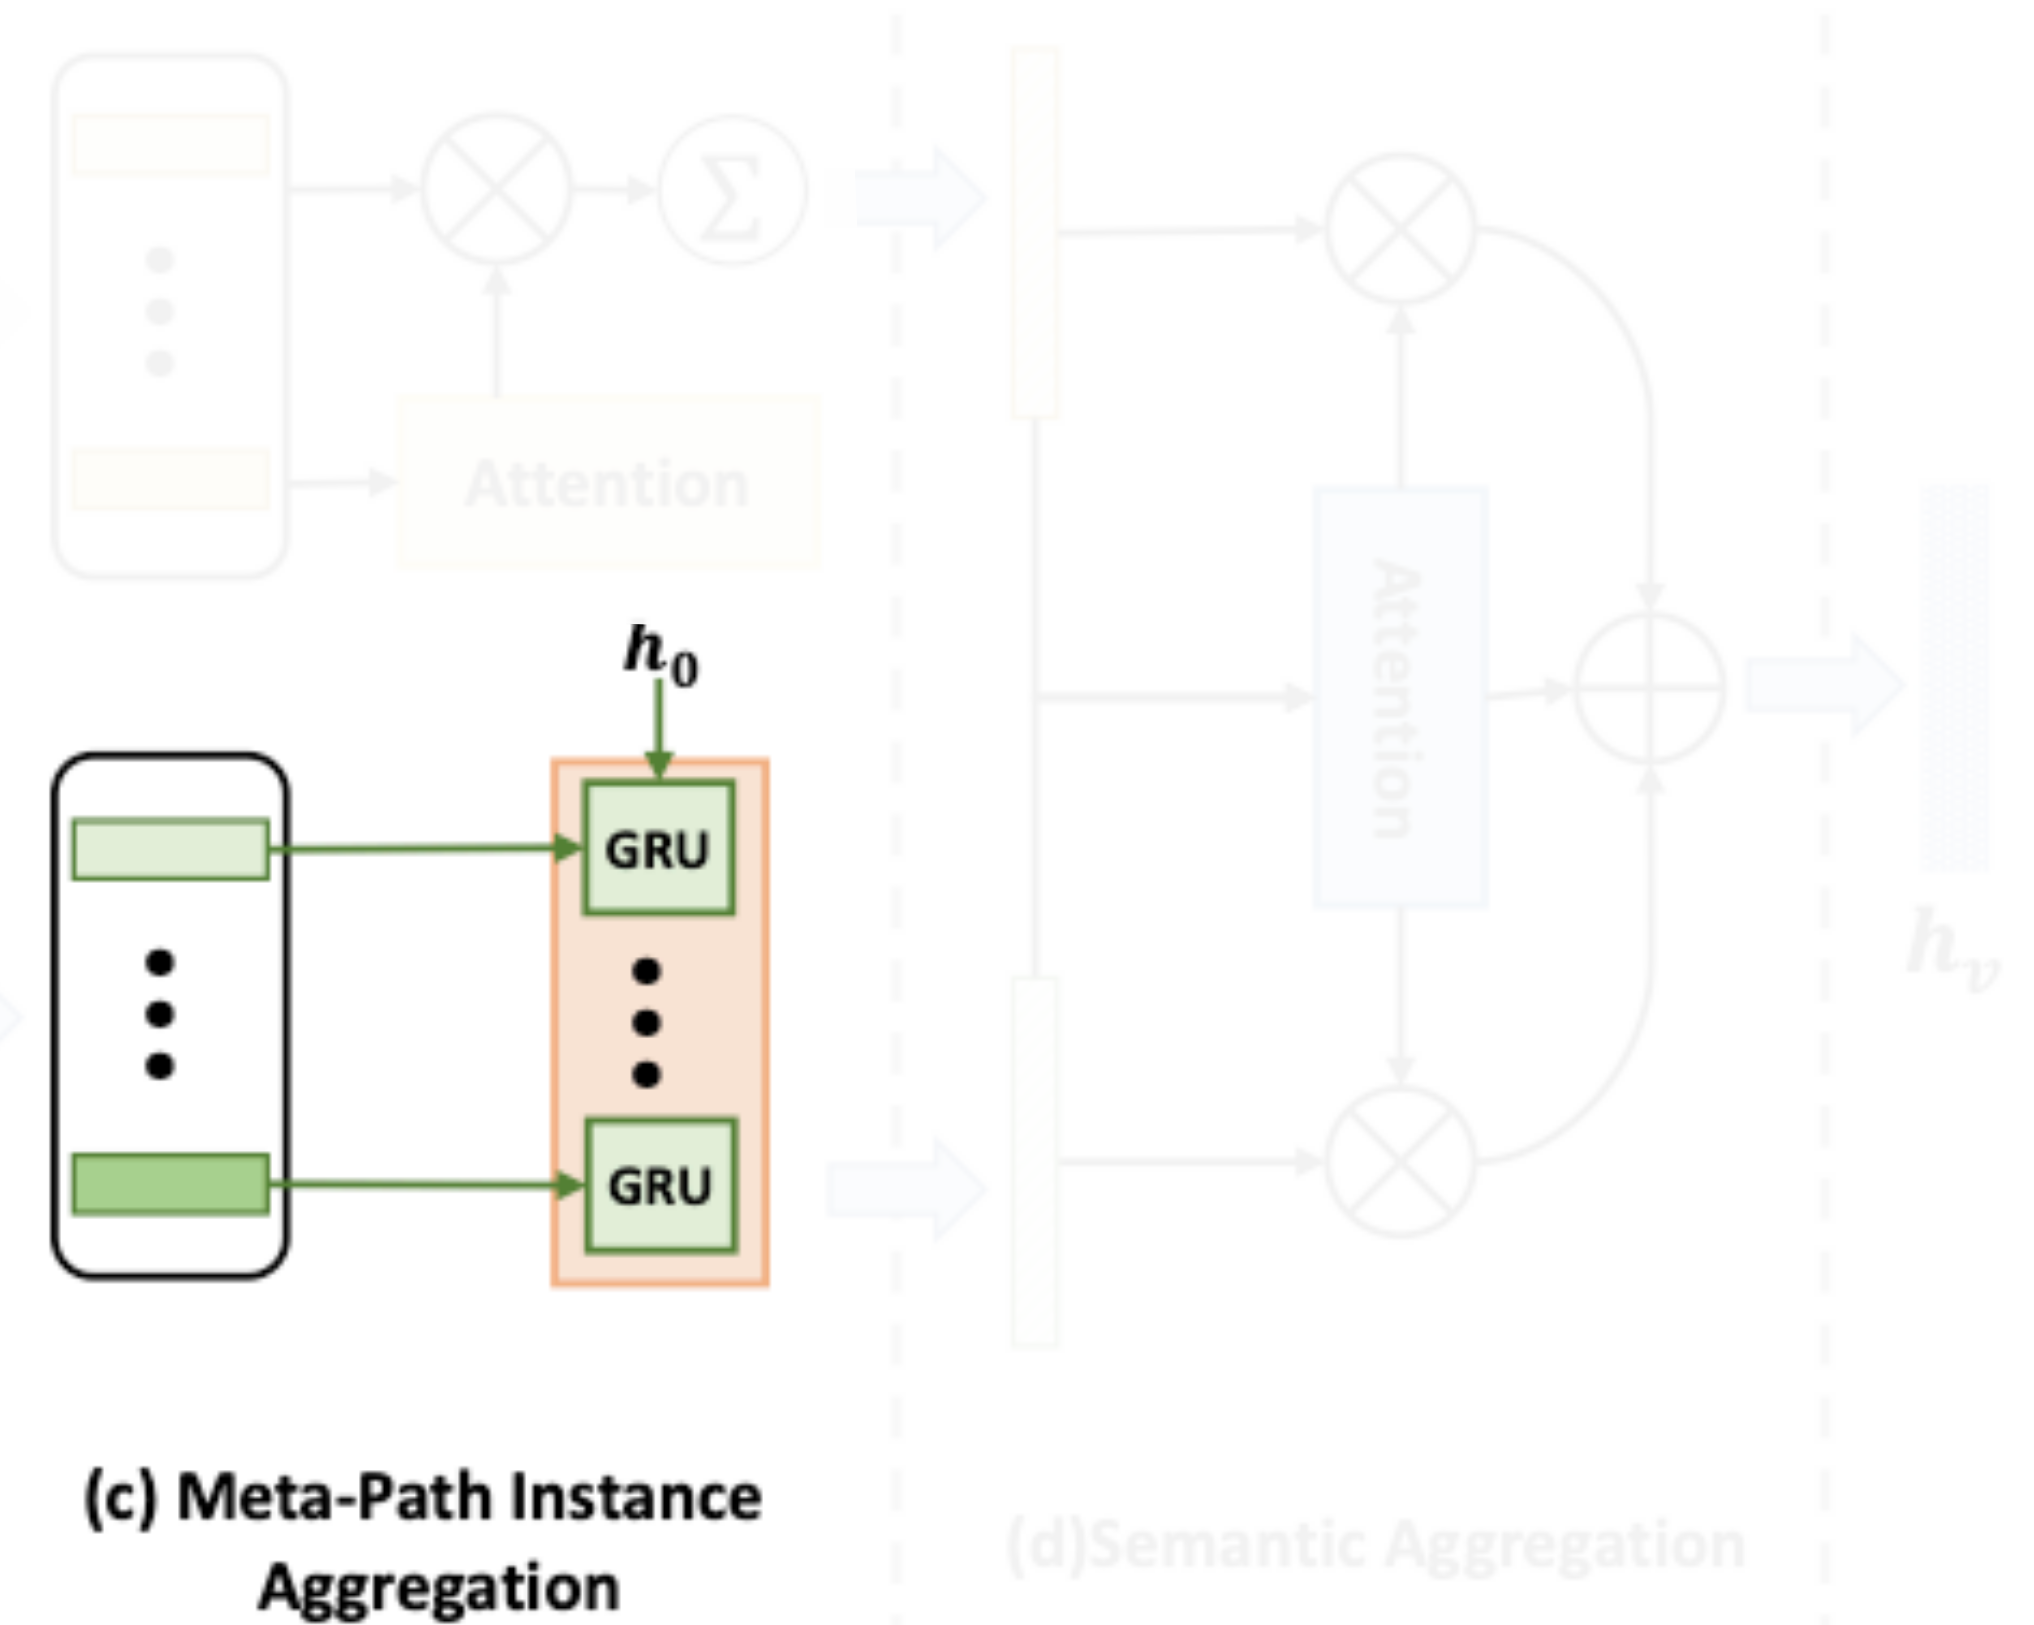 Attention
h0
GRU
Attention
GRU
hv
(c) Meta-Path Instance
Aggregation
(d)Semantic Aggregation
Σ